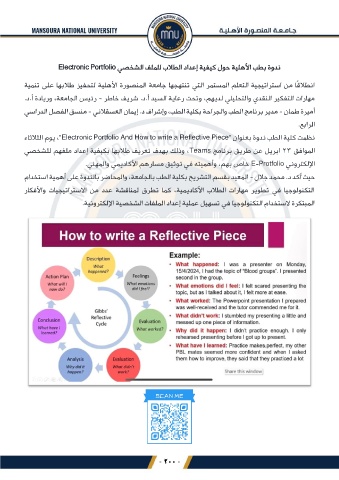 MANSOURA NATIONAL UNIVERSITY
MNU
جـامـعـة المنصورة الأهلـيـة
ندوة بطب الأهلية حول كيفية إعداد الطلاب للملف الشخصي Electronic Portfolio
انطلاقًا من استراتيجية التعلم المستمر التي تنتهجها جامعة المنصورة الأهلية لتحفيز طلابها على تنمية
مهارات التفكير النقدي والتحليلي لديهم، وتحت رعاية السيد أ.د. شريف خاطر - رئيس الجامعة، وريادة أ.د.
أميرة طمان - مدير برنامج الطب والجراحة بكلية الطب، وإشراف د. إيمان العسقلاني - منسق الفصل الدراسي
الرابع.
نظمت كلية الطب ندوة بعنوان "Electronic Portfolio And How to write a Reflective Piece"، يوم الثلاثاء
الموافق ٢٣ ابريل عن طريق برنامج Teams، وذلك بهدف تعريف طلابها بكيفية إعداد ملفهم الشخصي
الإلكتروني E-Protfolio خاص بهم، وأهميته في توثيق مسارهم الأكاديمي والمهني.
حيث أكد د. محمد جلال - المعيد بقسم التشريح بكلية الطب بالجامعة، والمحاضر بالندوة على أهمية استخدام
التكنولوجيا في تطوير مهارات الطلاب الأكاديمية، كما تطرق لمناقشة عدد من الاستراتيجيات والأفكار
المبتكرة لاستخدام التكنولوجيا في تسهيل عملية إعداد الملفات الشخصية الإلكترونية.
How to write a Reflective Piece
Description
What happened?
Feelings
What emotions did I feel?
Evaluation
What worked?
Evaluation
What didn't work?
Analysis
Why did it happen?
Conclusion
What have I learned?
Action Plan
What will I now do?
Gibbs'
Reflective
Cycle
Example:
• What happened: I was a presenter on Monday,
15/4/2024, I had the topic of "Blood groups". I presented
second in the group.
• What emotions did I feel: I felt scared presenting the
topic, but as I talked about it, I felt more at ease.
• What worked: The Powerpoint presentation I prepared
was well-received and the tutor commended me for it.
• What didn't work: I stumbled my presenting a little and
messed up one piece of information.
• Why did it happen: I didn't practice enough. I only
rehearsed presenting before I got up to present.
• What have I learned: Practice makes perfect, my other
PBL mates seemed more confident and when I asked
them how to improve, they said that they practiced a lot
Share this window
SCAN ME
- ٢٠٠ -